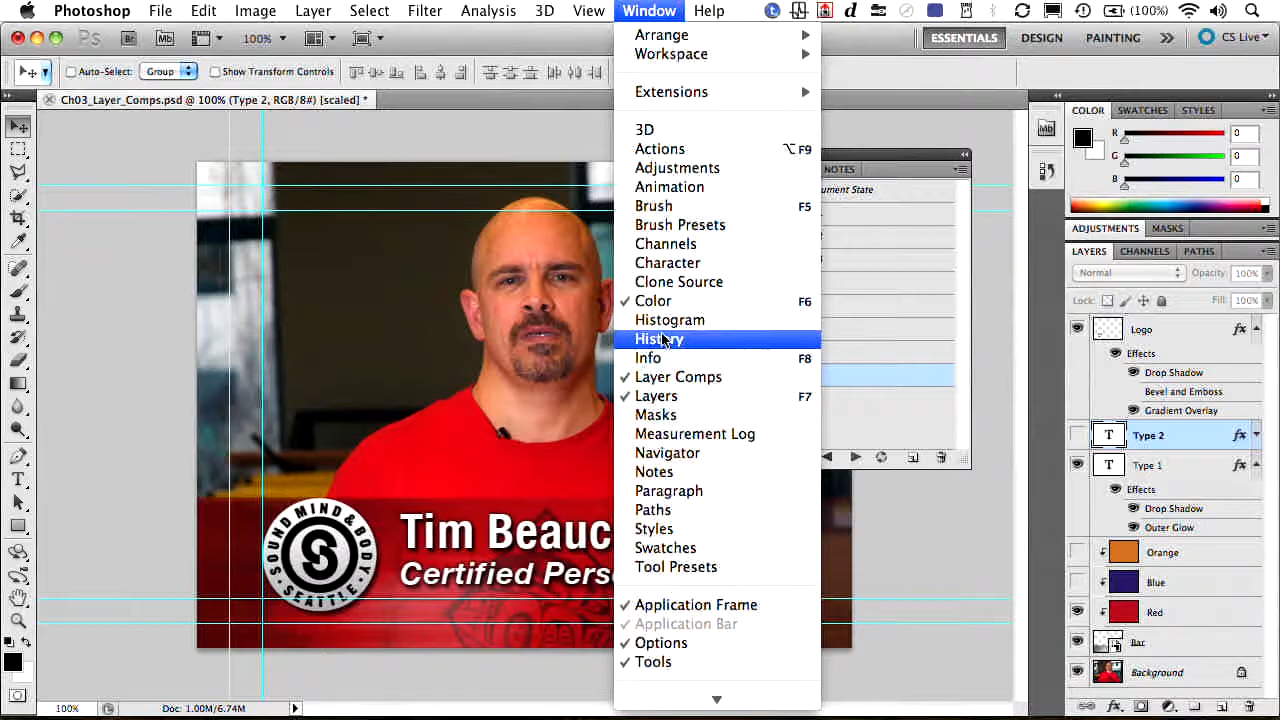 Photoshop File Edit Image Layer Select Filter Analysis 3D View Window Help (100%)
Ps Br Mb 100% ESSENTIALS DESIGN PAINTING CS Live
Auto-Select: Group Show Transform Controls
Ch03_Layer_Comps.psd @ 100% (Type 2, RGB/8#) [scaled] *
Arrange
Workspace
Extensions
3D
Actions ⌥F9
Adjustments
Animation
Brush F5
Brush Presets
Channels
Character
Clone Source
Color F6
Histogram
History
Info F8
Layer Comps
Layers F7
Masks
Measurement Log
Navigator
Notes
Paragraph
Paths
Styles
Swatches
Tool Presets
Application Frame
Application Bar
Options
Tools
NOTES
ument State
SOUND MIND & BODY
SEATTLE
Tim Beauc
Certified Perso
Mb
COLOR SWATCHES STYLES
R 0
G 0
B 0
ADJUSTMENTS MASKS
LAYERS CHANNELS PATHS
Normal Opacity: 100%
Lock: Fill: 100%
Logo fx
Effects
Drop Shadow
Bevel and Emboss
Gradient Overlay
T Type 2 fx
T Type 1 fx
Effects
Drop Shadow
Outer Glow
Orange
Blue
Red
Bar
Background
100% Doc: 1.00M/6.74M